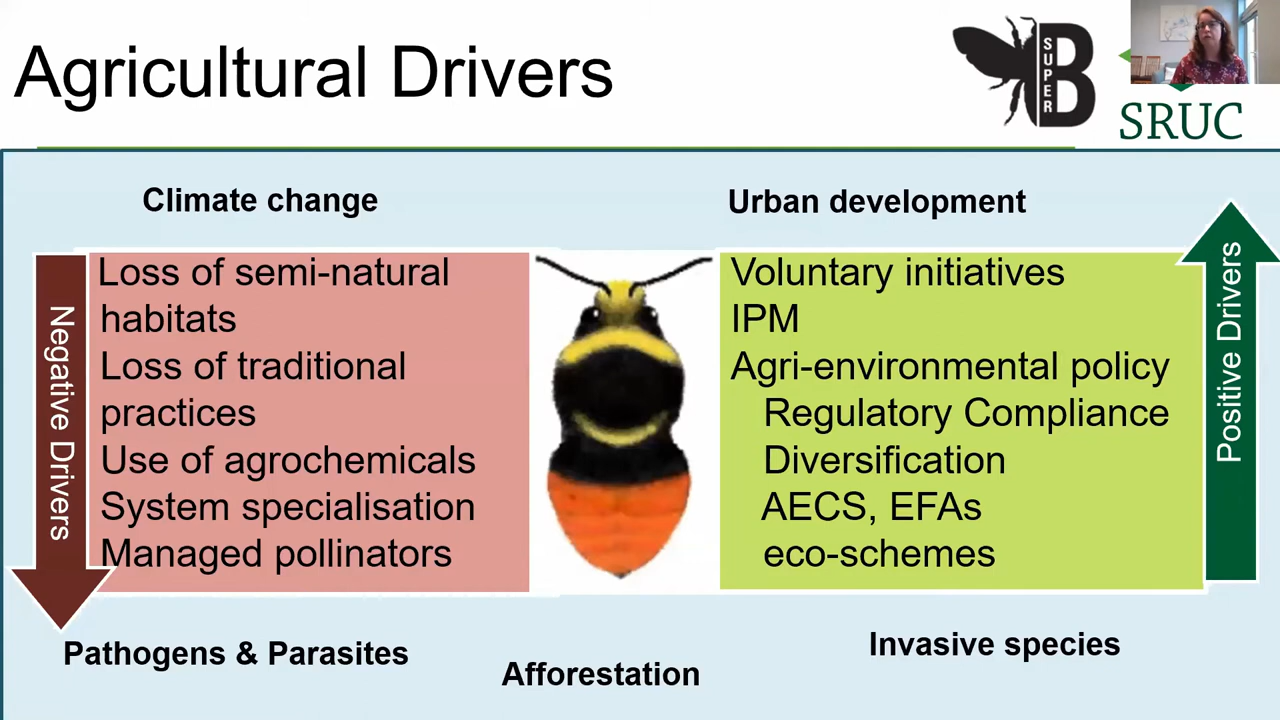 Agricultural Drivers
SUPER
B
SRUC
Climate change
Urban development
Negative Drivers
Loss of semi-natural
habitats
Loss of traditional
practices
Use of agrochemicals
System specialisation
Managed pollinators
Voluntary initiatives
IPM
Agri-environmental policy
Regulatory Compliance
Diversification
AECS, EFAs
eco-schemes
Positive Drivers
Pathogens & Parasites
Afforestation
Invasive species